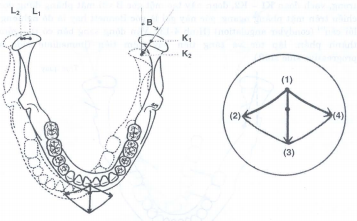 L₂ L₁
B
K₁
K₂
(1)
(2)
(4)
(3)